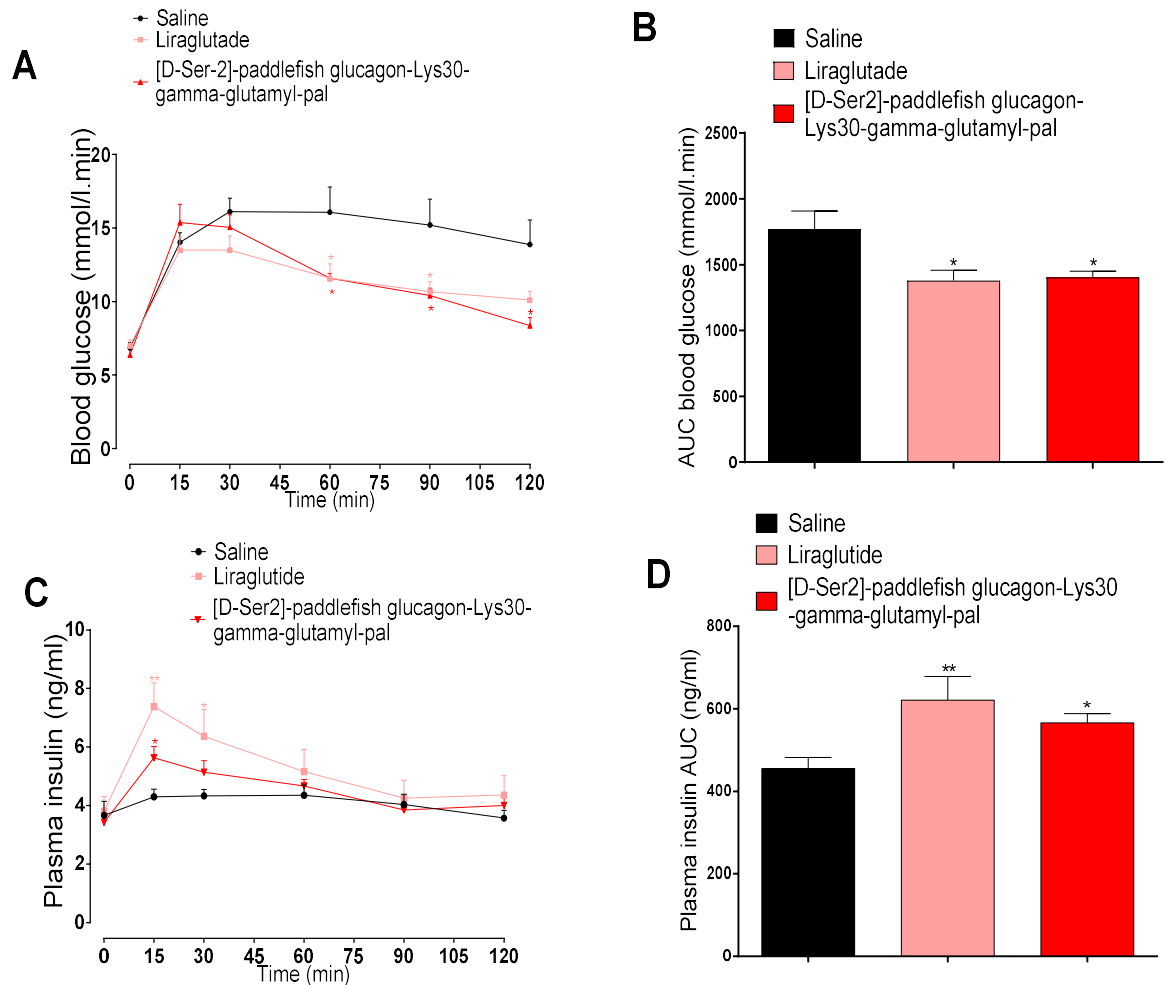 A
Saline
Liraglutade
[D-Ser-2]-paddlefish glucagon-Lys30-
gamma-glutamyl-pal
Blood glucose (mmol/l.min)
20
15
10
5
0
*
*
*
*
*
0 15 30 45 60 75 90 105 120
Time (min)
B
Saline
Liraglutade
[D-Ser2]-paddlefish glucagon-
Lys30-gamma-glutamyl-pal
AUC blood glucose (mmol/l.min)
2500
2000
1500
1000
500
0
* *
C
Saline
Liraglutide
[D-Ser2]-paddlefish glucagon-Lys30-
gamma-glutamyl-pal
Plasma insulin (ng/ml)
10
8
6
4
2
0
**
*
*
0 15 30 45 60 75 90 105 120
Time (min)
D
Saline
Liraglutide
[D-Ser2]-paddlefish glucagon-Lys30
-gamma-glutamyl-pal
Plasma insulin AUC (ng/ml)
800
600
400
200
0
** *